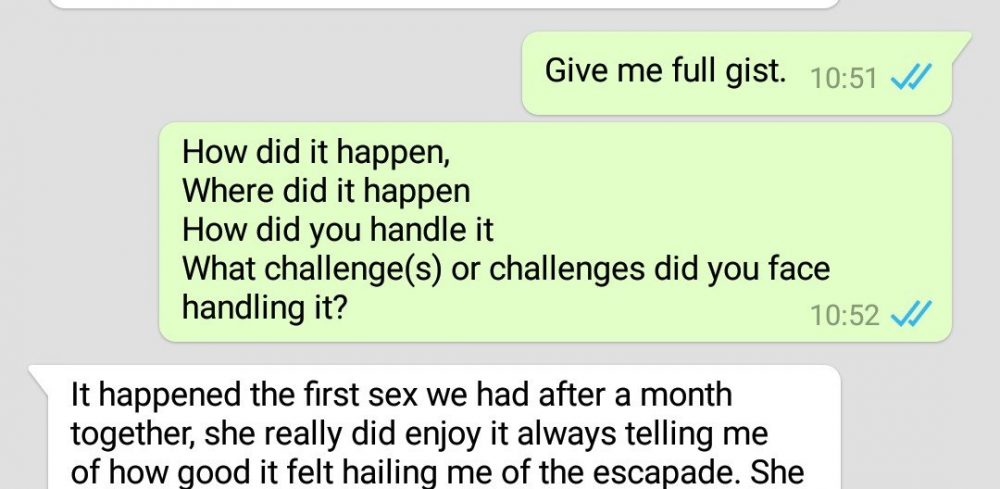 Give me full gist. 10:51
How did it happen,
Where did it happen
How did you handle it
What challenge(s) or challenges did you face
handling it?
10:52
It happened the first sex we had after a month
together, she really did enjoy it always telling me
of how good it felt hailing me of the escapade. She